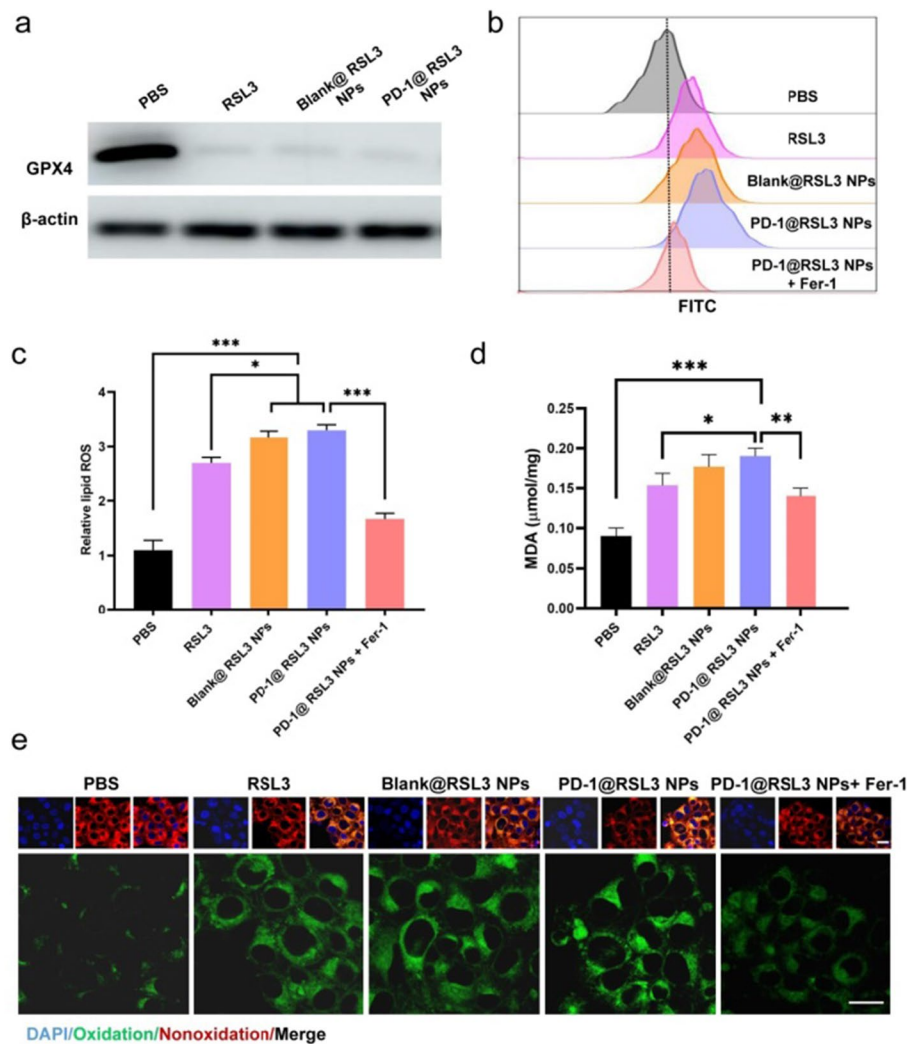 a
PBS
RSL3
Blank@ RSL3
NPs
PD-1@ RSL3
NPs
GPX4
β-actin
b
PBS
RSL3
Blank@RSL3 NPs
PD-1@RSL3 NPs
PD-1@RSL3 NPs
+ Fer-1
FITC
c
***
*
***
Relative lipid ROS
4
3
2
1
0
PBS
RSL3
Blank@ RSL3 NPs
PD-1@ RSL3 NPs
PD-1@ RSL3 NPs + Fer-1
d
***
*
**
MDA (μmol/mg)
0.25
0.20
0.15
0.10
0.05
0.00
PBS
RSL3
Blank@RSL3 NPs
PD-1@ RSL3 NPs
PD-1@ RSL3 NPs + Fer-1
e
PBS
RSL3
Blank@RSL3 NPs
PD-1@RSL3 NPs
PD-1@RSL3 NPs+ Fer-1
DAPI/Oxidation/Nonoxidation/Merge